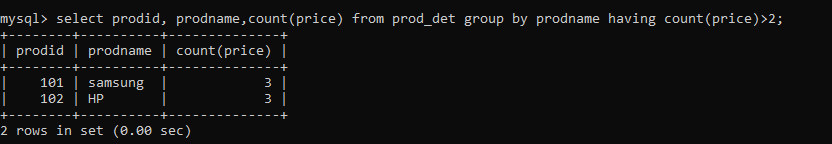 mysql> select prodid, prodname,count(price) from prod_det group by prodname having count(price)>2;
+--------+----------+--------------+
| prodid | prodname | count(price) |
+--------+----------+--------------+
|    101 | samsung  |            3 |
|    102 | HP       |            3 |
+--------+----------+--------------+
2 rows in set (0.00 sec)